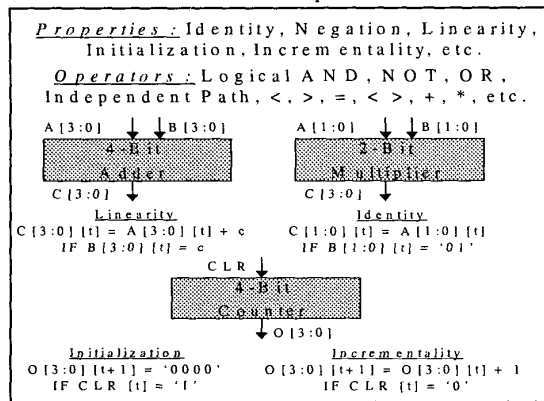 Properties : Identity, Negation, Linearity,
Initialization, Incrementality, etc.
Operators : Logical AND, NOT, OR,
Independent Path, <, >, =, < >, +, *, etc.
A [3:0] B [3:0] A [1:0] B [1:0]
4-Bit Adder
2-Bit Multiplier
C [3:0] C [3:0]
Linearity
C [3:0] [t] = A [3:0] [t] + c
IF B [3:0] [t] = c
Identity
C [1:0] [t] = A [1:0] [t]
IF B [1:0] [t] = '01'
CLR
4-Bit
Counter
O [3:0]
Initialization
O [3:0] [t+1] = '0000'
IF CLR [t] = '1'
Incrementality
O [3:0] [t+1] = O [3:0] [t] + 1
IF CLR [t] = '0'